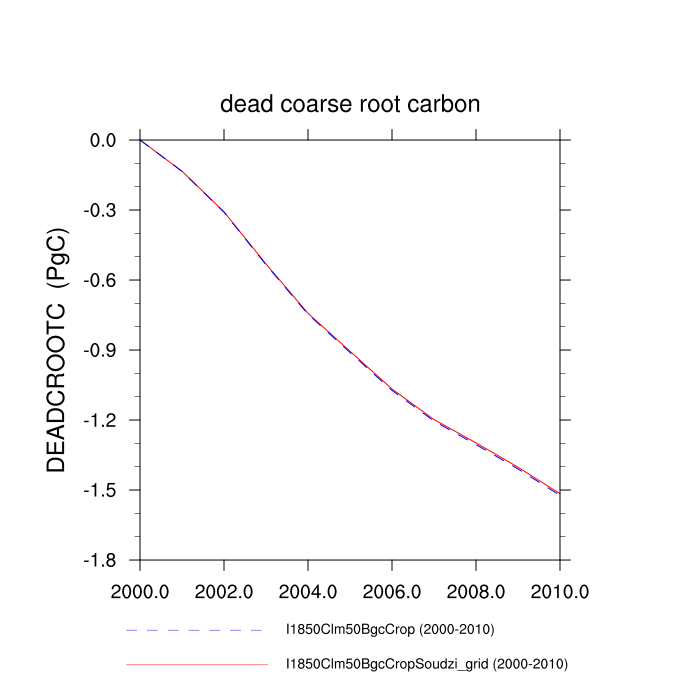 dead coarse root carbon
DEADCROOTC (PgC)
0.0
-0.3
-0.6
-0.9
-1.2
-1.5
-1.8
2000.0 2002.0 2004.0 2006.0 2008.0 2010.0
I1850Clm50BgcCrop (2000-2010)
I1850Clm50BgcCropSoudzi_grid (2000-2010)